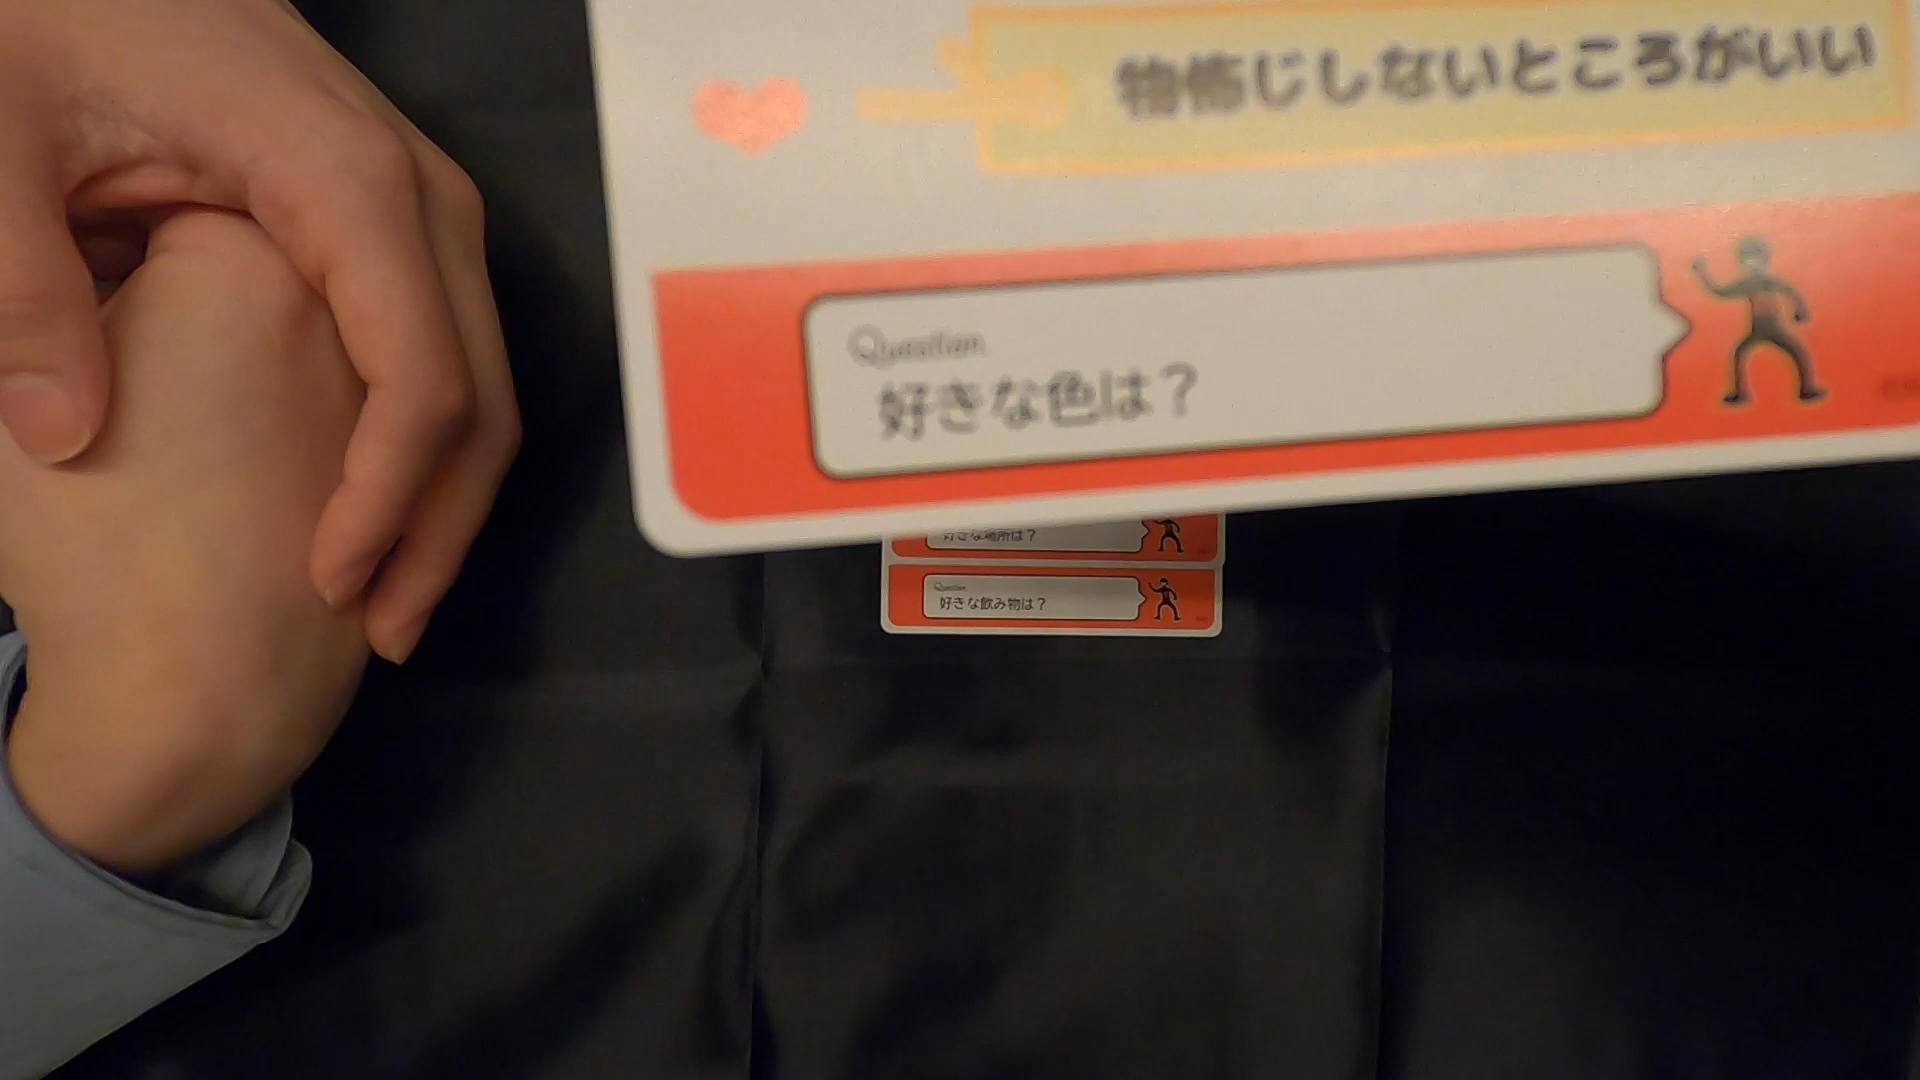 物怖じしないところがいい
Question
好きな色は？
好きな場所は？
Question
好きな飲み物は？